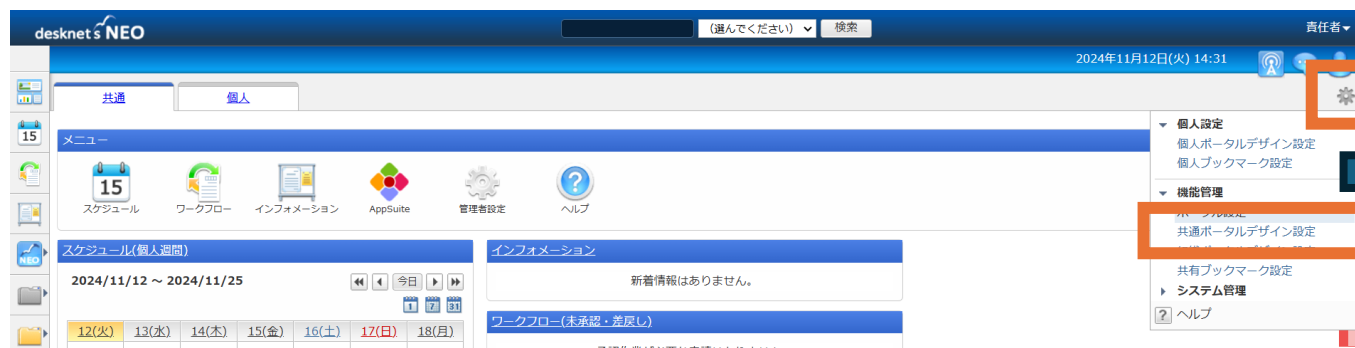 desknet's NEO
(選んでください)
検索
責任者▼
2024年11月12日(火) 14:31
共通
個人
15
メニュー
15
スケジュール
ワークフロー
インフォメーション
AppSuite
管理者設定
ヘルプ
NEO
スケジュール(個人週間)
2024/11/12 ~ 2024/11/25
今日
1 7 31
12(火) 13(水) 14(木) 15(金) 16(土) 17(日) 18(月)
インフォメーション
新着情報はありません。
ワークフロー(未承認・差戻し)
個人設定
個人ポータルデザイン設定
個人ブックマーク設定
機能管理
共通ポータルデザイン設定
共有ブックマーク設定
システム管理
ヘルプ